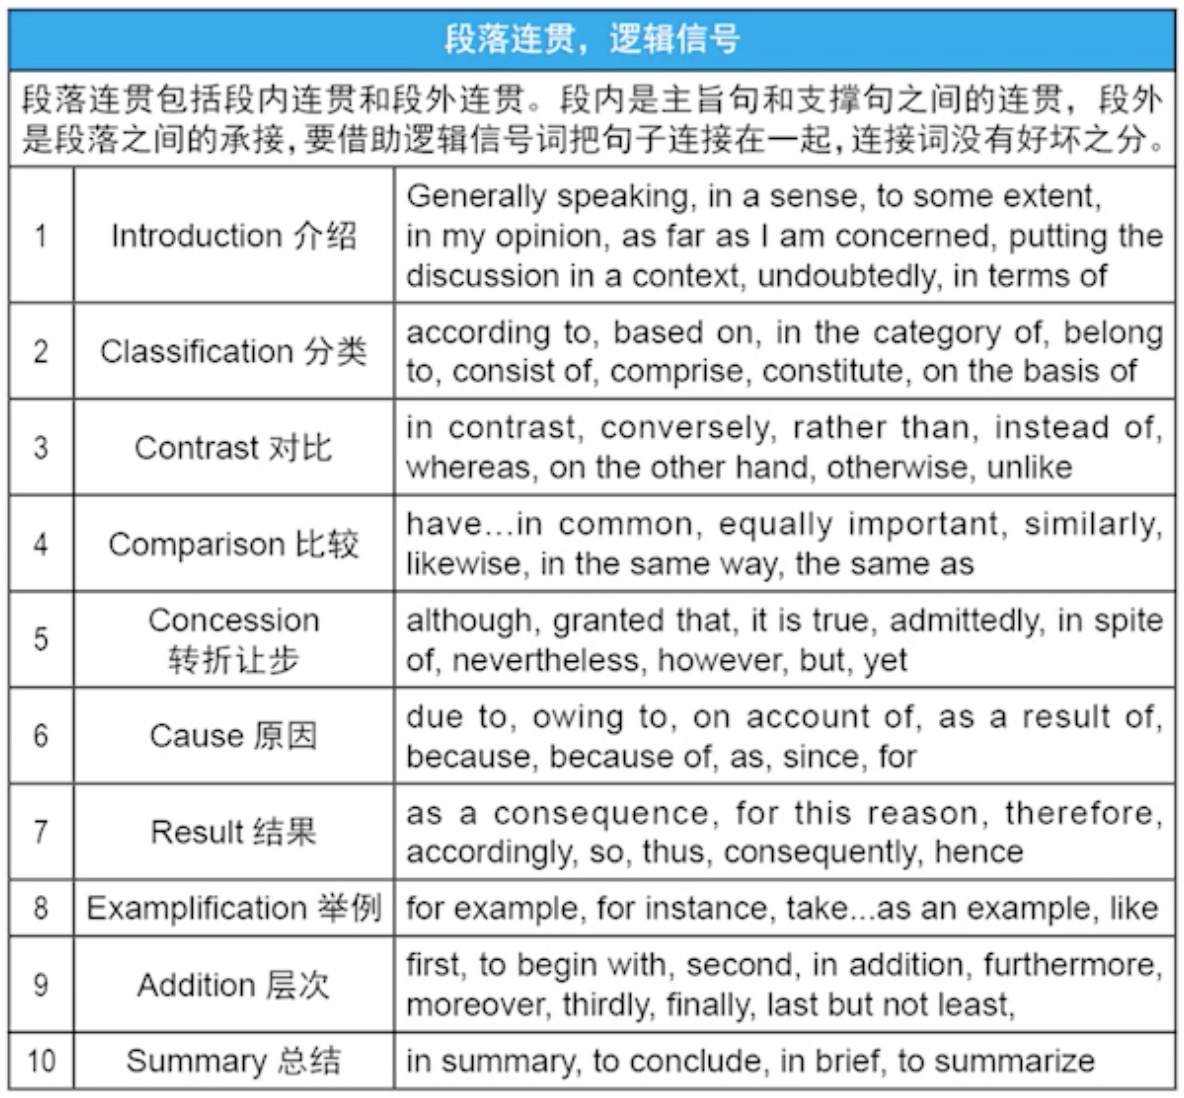 段落连贯，逻辑信号
段落连贯包括段内连贯和段外连贯。段内是主旨句和支撑句之间的连贯，段外
是段落之间的承接,要借助逻辑信号词把句子连接在一起,连接词没有好坏之分。
1
Introduction 介绍
Generally speaking, in a sense, to some extent,
in my opinion, as far as I am concerned, putting the
discussion in a context, undoubtedly, in terms of
2
Classification 分类
according to, based on, in the category of, belong
to, consist of, comprise, constitute, on the basis of
3
Contrast 对比
in contrast, conversely, rather than, instead of,
whereas, on the other hand, otherwise, unlike
4
Comparison 比较
have...in common, equally important, similarly,
likewise, in the same way, the same as
5
Concession
转折让步
although, granted that, it is true, admittedly, in spite
of, nevertheless, however, but, yet
6
Cause 原因
due to, owing to, on account of, as a result of,
because, because of, as, since, for
7
Result 结果
as a consequence, for this reason, therefore,
accordingly, so, thus, consequently, hence
8
Examplification 举例
for example, for instance, take...as an example, like
9
Addition 层次
first, to begin with, second, in addition, furthermore,
moreover, thirdly, finally, last but not least,
10
Summary 总结
in summary, to conclude, in brief, to summarize